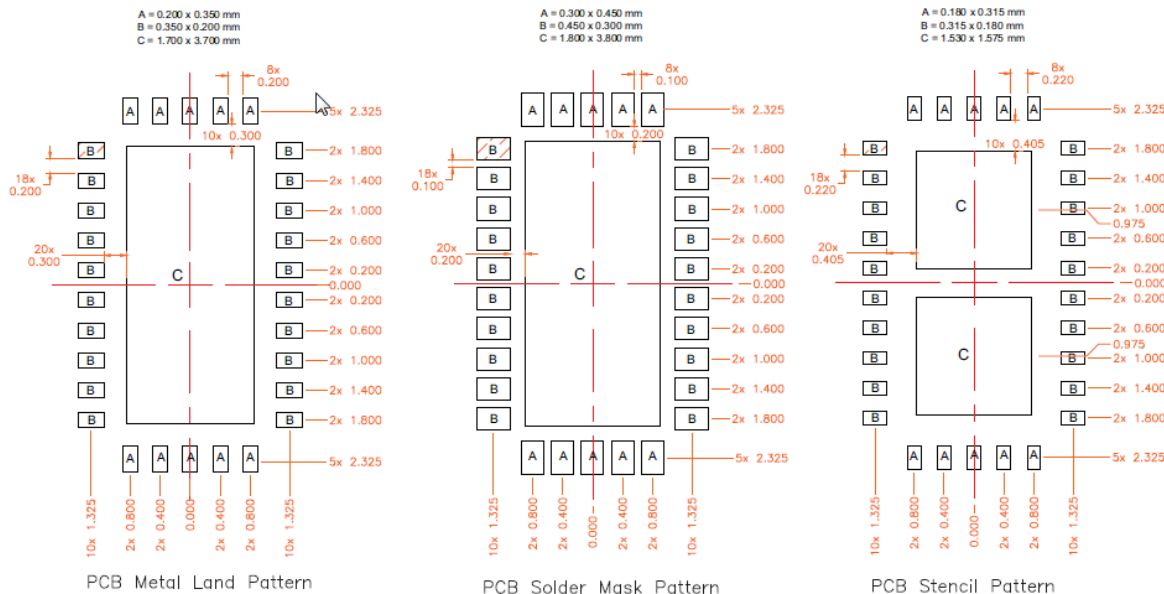 A = 0.200 x 0.350 mm
B = 0.350 x 0.200 mm
C = 1.700 x 3.700 mm
8x
0.200
A A A A A
5x 2.325
10x 0.300
B B 2x 1.800
18x
0.200
B B 2x 1.400
B B 2x 1.000
B B 2x 0.600
20x
0.300
B B 2x 0.200
C
0.000
B B 2x 0.200
B B 2x 0.600
B B 2x 1.000
B B 2x 1.400
B B 2x 1.800
A A A A A
5x 2.325
10x 1.325
2x 0.800
2x 0.400
0.000
2x 0.400
2x 0.800
10x 1.325
PCB Metal Land Pattern
A = 0.300 x 0.450 mm
B = 0.450 x 0.300 mm
C = 1.800 x 3.800 mm
8x
0.100
A A A A A
5x 2.325
10x 0.200
B B 2x 1.800
18x
0.100
B B 2x 1.400
B B 2x 1.000
B B 2x 0.600
20x
0.200
B B 2x 0.200
C
0.000
B B 2x 0.200
B B 2x 0.600
B B 2x 1.000
B B 2x 1.400
B B 2x 1.800
A A A A A
5x 2.325
10x 1.325
2x 0.800
2x 0.400
0.000
2x 0.400
2x 0.800
10x 1.325
PCB Solder Mask Pattern
A = 0.180 x 0.315 mm
B = 0.315 x 0.180 mm
C = 1.530 x 1.575 mm
8x
0.220
A A A A A
5x 2.325
10x 0.405
B B 2x 1.800
18x
0.220
B B 2x 1.400
C
B B 2x 1.000
0.975
B B 2x 0.600
20x
0.405
B B 2x 0.200
0.000
B B 2x 0.200
B B 2x 0.600
0.975
C
B B 2x 1.000
B B 2x 1.400
B B 2x 1.800
A A A A A
5x 2.325
10x 1.325
2x 0.800
2x 0.400
0.000
2x 0.400
2x 0.800
10x 1.325
PCB Stencil Pattern